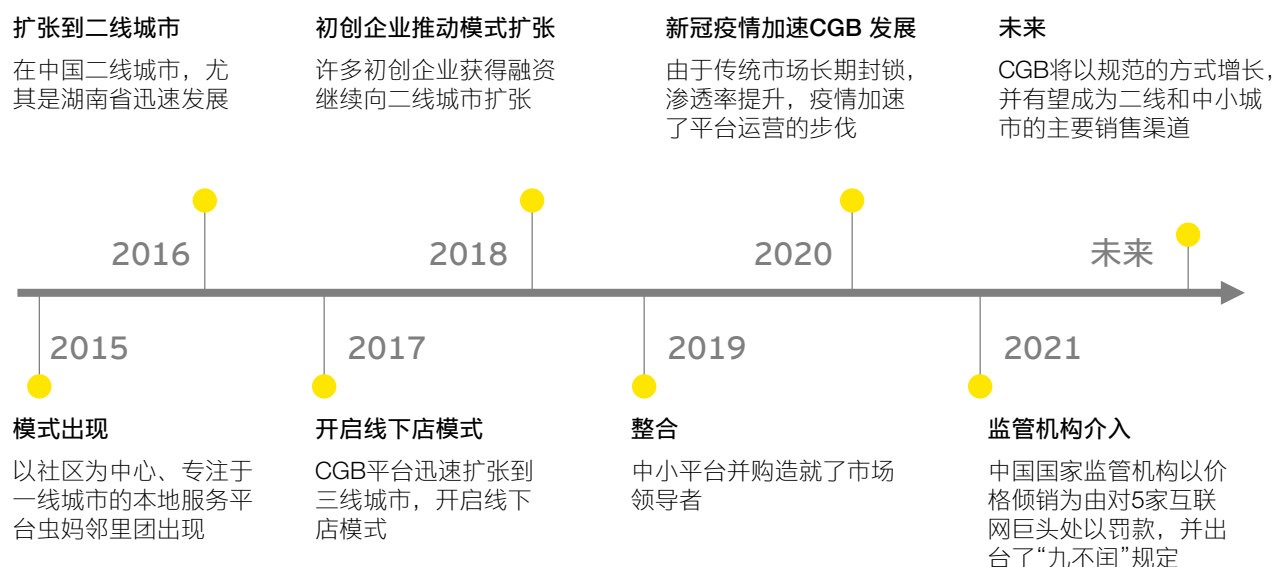 扩张到二线城市
在中国二线城市，尤
其是湖南省迅速发展
初创企业推动模式扩张
许多初创企业获得融资
继续向二线城市扩张
新冠疫情加速CGB 发展
由于传统市场长期封锁，
渗透率提升，疫情加速
了平台运营的步伐
未来
CGB将以规范的方式增长，
并有望成为二线和中小城
市的主要销售渠道
2016
2018
2020
未来
2015
2017
2019
2021
模式出现
以社区为中心、专注于
一线城市的本地服务平
台虫妈邻里团出现
开启线下店模式
CGB平台迅速扩张到
三线城市，开启线下
店模式
整合
中小平台并购造就了市场
领导者
监管机构介入
中国国家监管机构以价
格倾销为由对5家互联
网巨头处以罚款，并出
台了“九不闰”规定